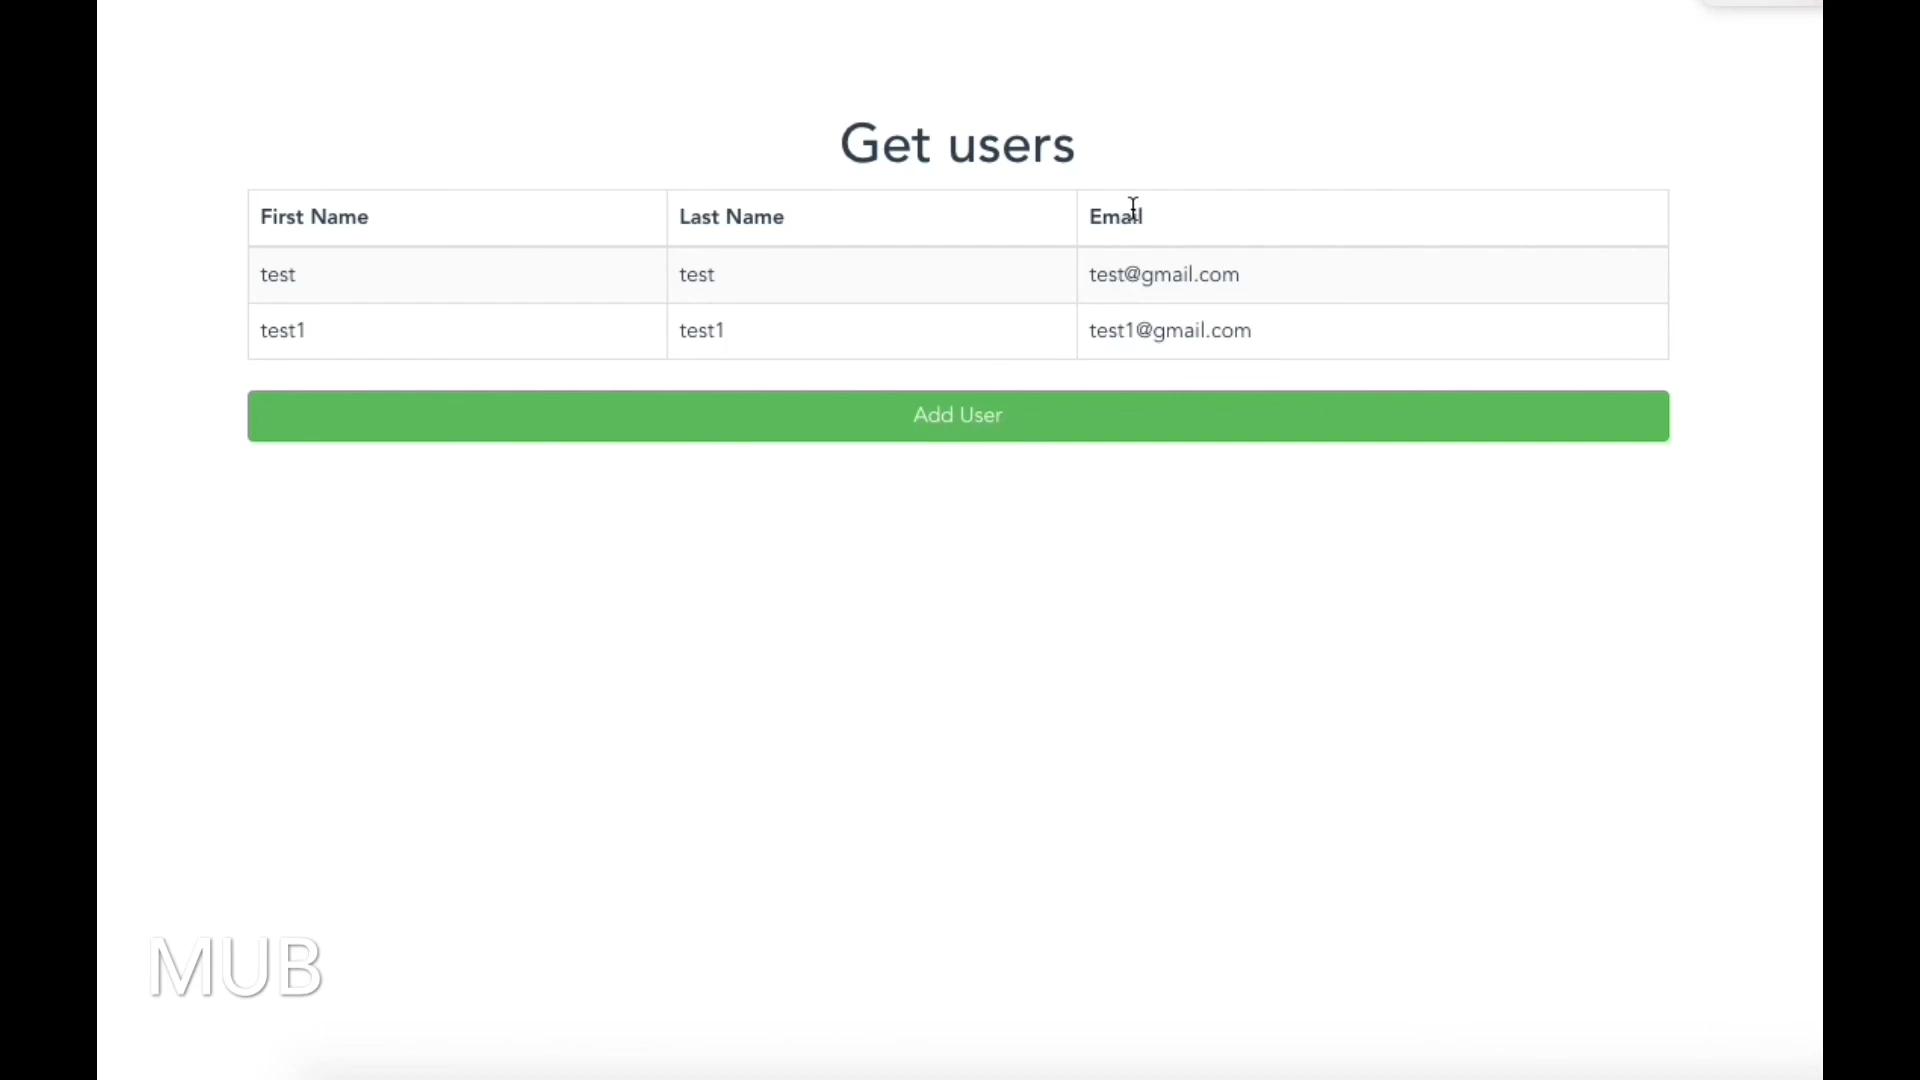 Get users
First Name Last Name Email
test test test@gmail.com
test1 test1 test1@gmail.com
Add User
MUB